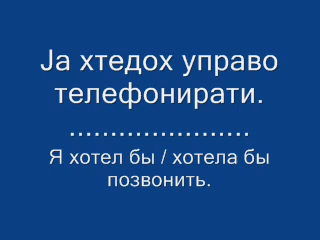 Ја хтедох управо
телефонирати.
......................
Я хотел бы / хотела бы
позвонить.